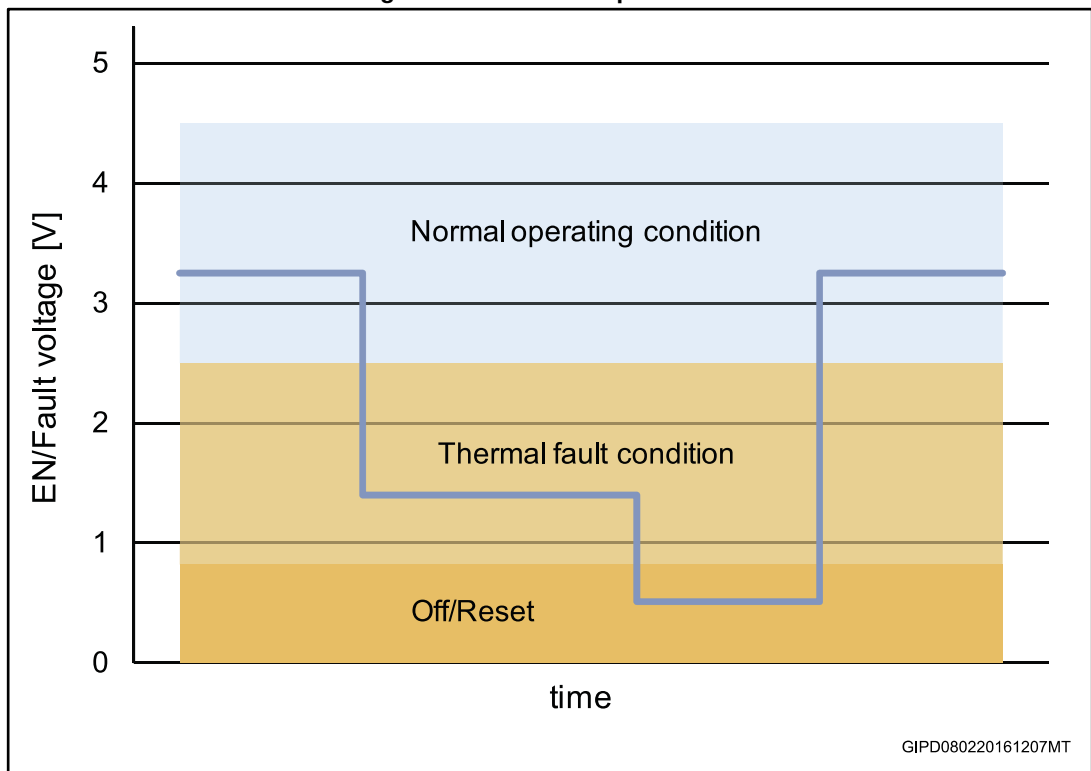 5
4
Normal operating condition
3
2
Thermal fault condition
1
Off/Reset
0
EN/Fault voltage [V]
time
GIPD080220161207MT